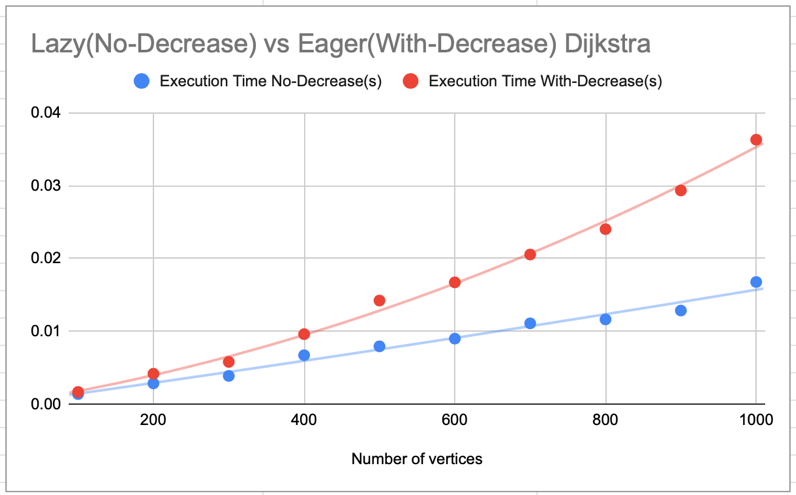 Lazy(No-Decrease) vs Eager(With-Decrease) Dijkstra
Execution Time No-Decrease(s) Execution Time With-Decrease(s)
0.04
0.03
0.02
0.01
0.00
200 400 600 800 1000
Number of vertices